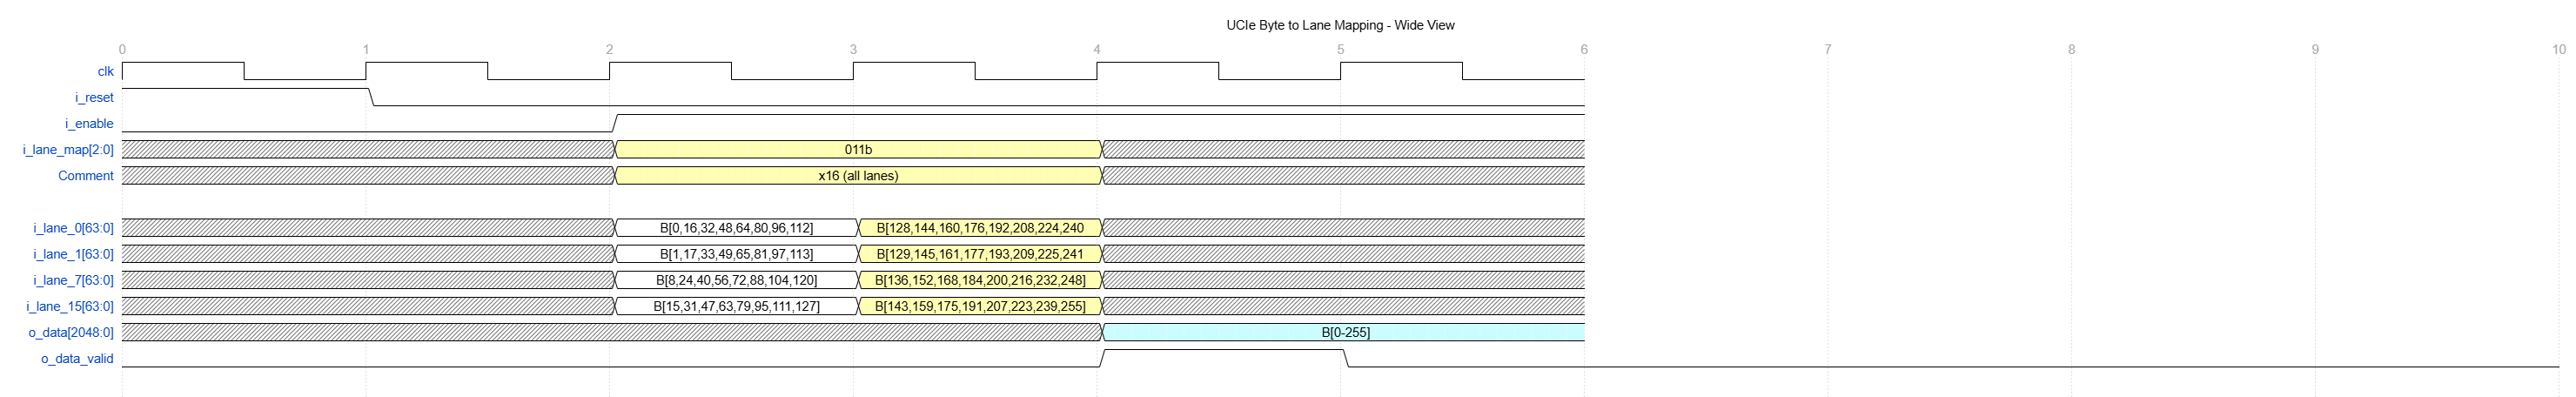 UCIe Byte to Lane Mapping - Wide View
0 1 2 3 4 5 6 7 8 9 10
clk
i_reset
i_enable
i_lane_map[2:0] 011b
Comment x16 (all lanes)
i_lane_0[63:0] B[0,16,32,48,64,80,96,112] B[128,144,160,176,192,208,224,240
i_lane_1[63:0] B[1,17,33,49,65,81,97,113] B[129,145,161,177,193,209,225,241
i_lane_7[63:0] B[8,24,40,56,72,88,104,120] B[136,152,168,184,200,216,232,248]
i_lane_15[63:0] B[15,31,47,63,79,95,111,127] B[143,159,175,191,207,223,239,255]
o_data[2048:0] B[0-255]
o_data_valid